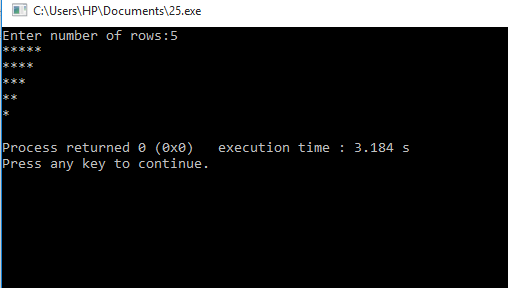 C:\Users\HP\Documents\25.exe
Enter number of rows:5
*****
****
***
**
*
Process returned 0 (0x0)   execution time : 3.184 s
Press any key to continue.